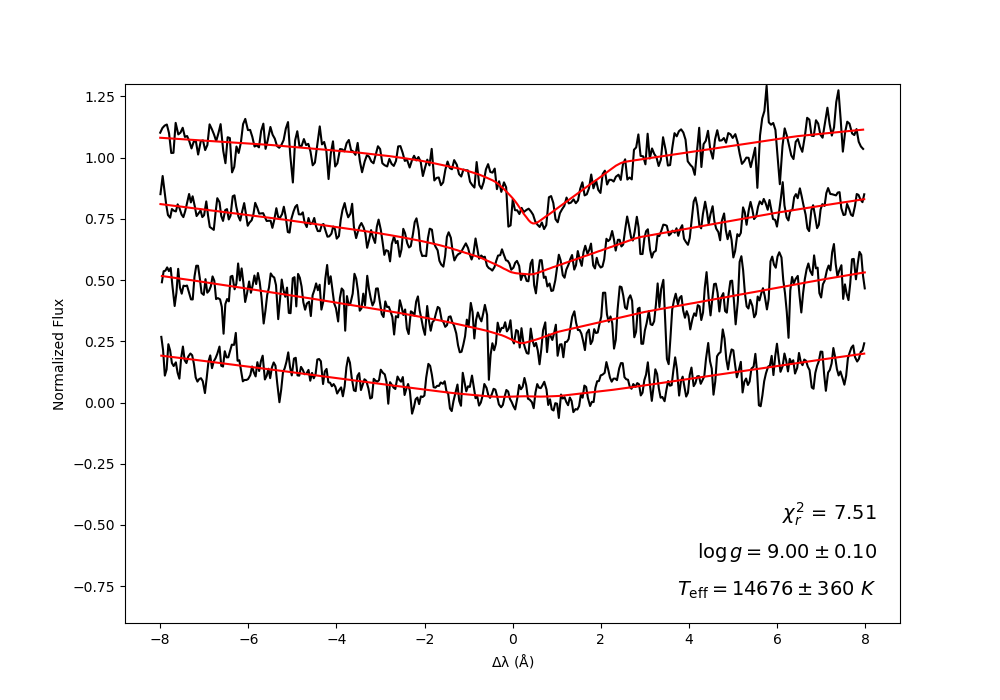 1.25
1.00
0.75
0.50
0.25
0.00
−0.25
−0.50
−0.75
Normalized Flux
χ²ᵣ = 7.51
log g = 9.00 ± 0.10
T_eff = 14676 ± 360 K
−8 −6 −4 −2 0 2 4 6 8
Δλ (Å)